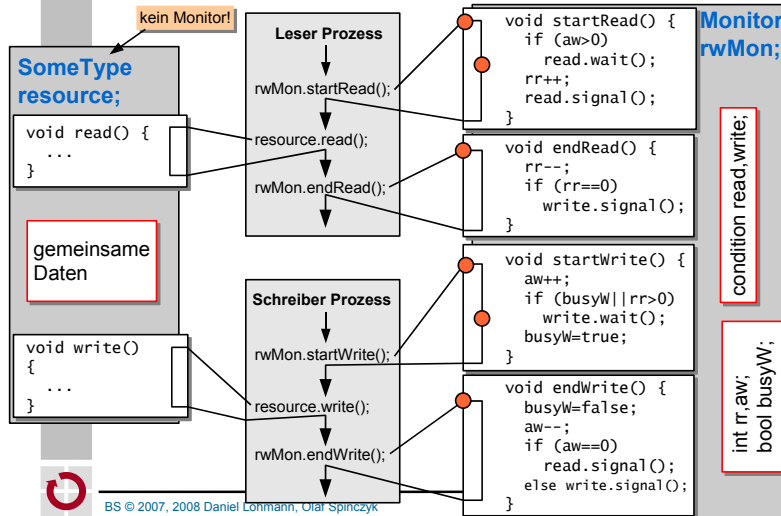 kein Monitor!
SomeType
resource;
void read() {
...
}
gemeinsame
Daten
void write()
{
...
}
Leser Prozess
rwMon.startRead();
resource.read();
rwMon.endRead();
Schreiber Prozess
rwMon.startWrite();
resource.write();
rwMon.endWrite();
void startRead() {
if (aw>0)
read.wait();
rr++;
read.signal();
}
void endRead() {
rr--;
if (rr==0)
write.signal();
}
void startWrite() {
aw++;
if (busyW||rr>0)
write.wait();
busyW=true;
}
void endWrite() {
busyW=false;
aw--;
if (aw==0)
read.signal();
else write.signal();
}
Monitor
rwMon;
condition read,write;
int rr,aw;
bool busyW;
BS © 2007, 2008 Daniel Lohmann, Olaf Spinczyk